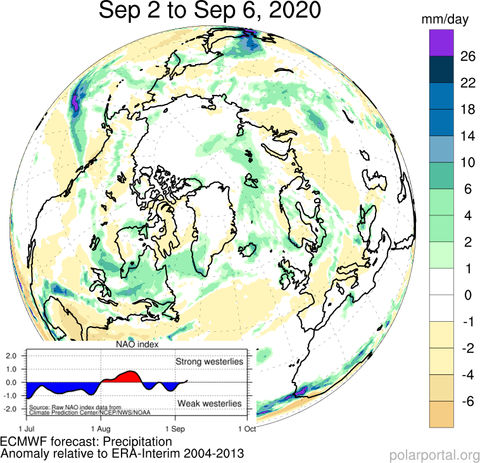 Sep 2 to Sep 6, 2020
mm/day
26
22
18
14
10
6
4
2
1
0
-1
-2
-4
-6
NAO index
2.0
1.0
0.0
-1.0
-2.0
Strong westerlies
Weak westerlies
Source: Raw NAO index data from
Climate Prediction Center/NCEP/NWS/NOAA
1 Jul
1 Aug
1 Sep
1 Oct
ECMWF forecast: Precipitation
Anomaly relative to ERA-Interim 2004-2013
polarportal.org